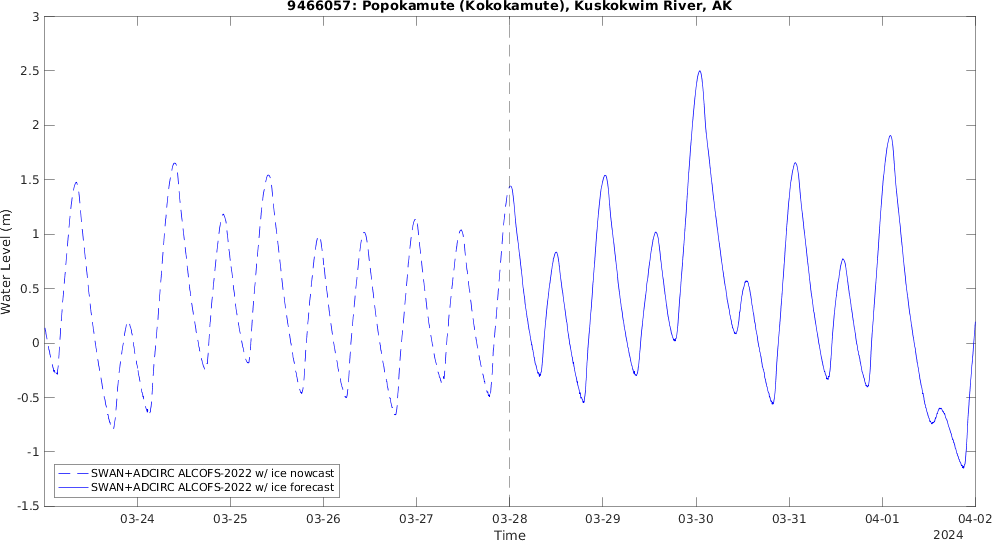 9466057: Popokamute (Kokokamute), Kuskokwim River, AK
3
2.5
2
1.5
1
0.5
0
-0.5
-1
-1.5
Water Level (m)
SWAN+ADCIRC ALCOFS-2022 w/ ice nowcast
SWAN+ADCIRC ALCOFS-2022 w/ ice forecast
03-24 03-25 03-26 03-27 03-28 03-29 03-30 03-31 04-01 04-02
Time
2024